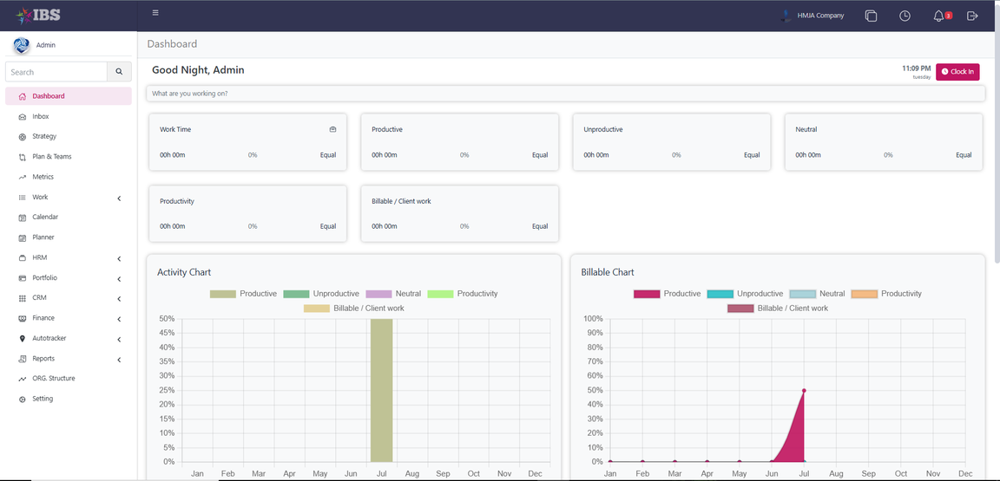 IBS
HMJA Company
3
Admin
Search
Dashboard
Inbox
Strategy
Plan & Teams
Metrics
Work
Calendar
Planner
HRM
Portfolio
CRM
Finance
Autotracker
Reports
ORG. Structure
Setting
Dashboard
Good Night, Admin
11:09 PM
tuesday
Clock In
What are you working on?
Work Time
00h 00m 0% Equal
Productive
00h 00m 0% Equal
Unproductive
00h 00m 0% Equal
Neutral
00h 00m 0% Equal
Productivity
00h 00m 0% Equal
Billable / Client work
00h 00m 0% Equal
Activity Chart
Productive Unproductive Neutral Productivity
Billable / Client work
50%
45%
40%
35%
30%
25%
20%
15%
10%
5%
0%
Jan Feb Mar Apr May Jun Jul Aug Sep Oct Nov Dec
Billable Chart
Productive Unproductive Neutral Productivity
Billable / Client work
100%
90%
80%
70%
60%
50%
40%
30%
20%
10%
0%
Jan Feb Mar Apr May Jun Jul Aug Sep Oct Nov Dec